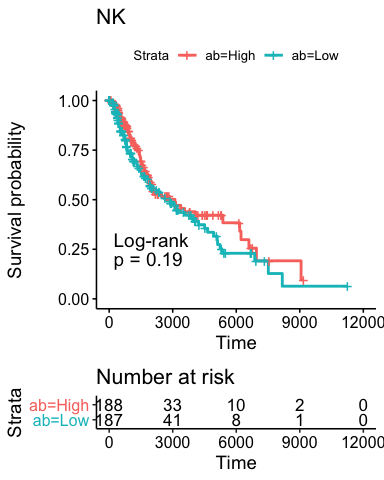 NK
Strata ab=High ab=Low
Survival probability
1.00
0.75
0.50
0.25
0.00
Log-rank
p = 0.19
0 3000 6000 9000 12000
Time
Number at risk
Strata
ab=High 188 33 10 2 0
ab=Low 187 41 8 1 0
0 3000 6000 9000 12000
Time